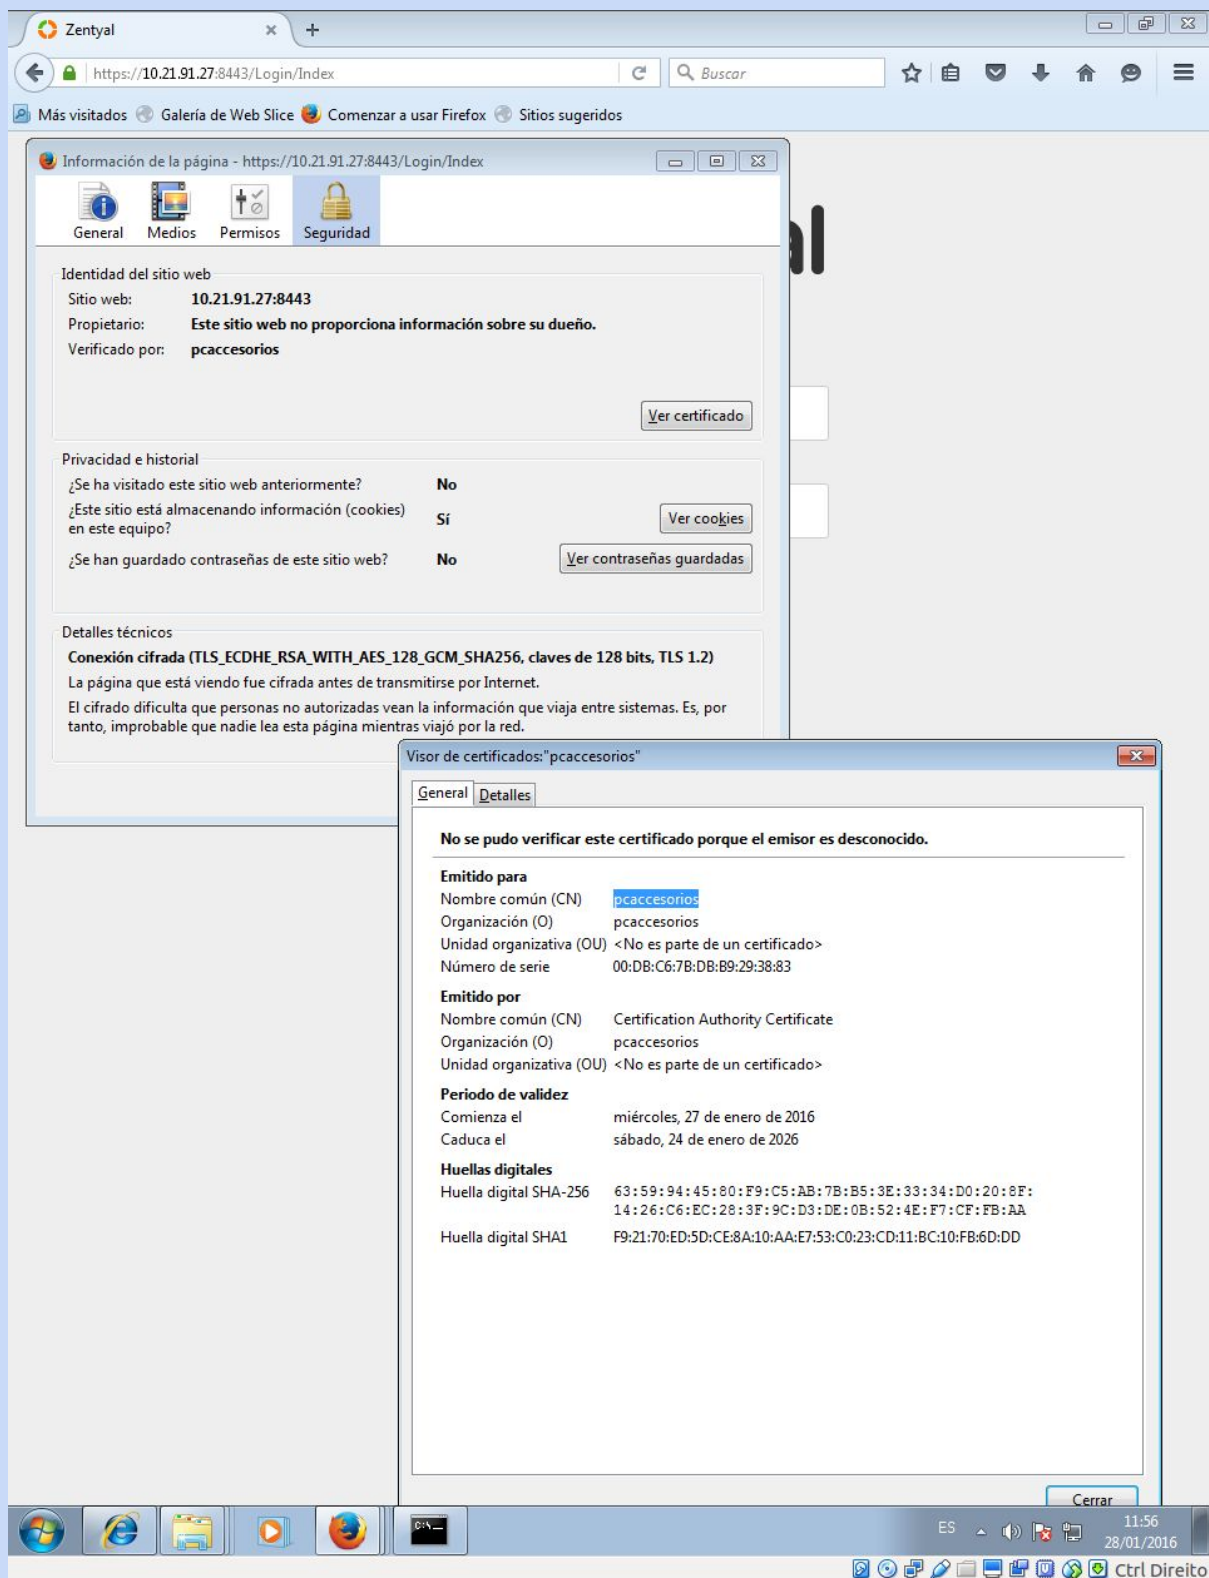 Zentyal
https://10.21.91.27:8443/Login/Index
Buscar
Más visitados Galería de Web Slice Comenzar a usar Firefox Sitios sugeridos
Información de la página - https://10.21.91.27:8443/Login/Index
General Medios Permisos Seguridad
al
Identidad del sitio web
Sitio web: 10.21.91.27:8443
Propietario: Este sitio web no proporciona información sobre su dueño.
Verificado por: pcaccesorios
Ver certificado
Privacidad e historial
¿Se ha visitado este sitio web anteriormente? No
¿Este sitio está almacenando información (cookies)
en este equipo? Sí Ver cookies
¿Se han guardado contraseñas de este sitio web? No Ver contraseñas guardadas
Detalles técnicos
Conexión cifrada (TLS_ECDHE_RSA_WITH_AES_128_GCM_SHA256, claves de 128 bits, TLS 1.2)
La página que está viendo fue cifrada antes de transmitirse por Internet.
El cifrado dificulta que personas no autorizadas vean la información que viaja entre sistemas. Es, por
tanto, improbable que nadie lea esta página mientras viajó por la red.
Visor de certificados:"pcaccesorios"
General Detalles
No se pudo verificar este certificado porque el emisor es desconocido.
Emitido para
Nombre común (CN) pcaccesorios
Organización (O) pcaccesorios
Unidad organizativa (OU) <No es parte de un certificado>
Número de serie 00:DB:C6:7B:DB:B9:29:38:83
Emitido por
Nombre común (CN) Certification Authority Certificate
Organización (O) pcaccesorios
Unidad organizativa (OU) <No es parte de un certificado>
Periodo de validez
Comienza el miércoles, 27 de enero de 2016
Caduca el sábado, 24 de enero de 2026
Huellas digitales
Huella digital SHA-256 63:59:94:45:80:F9:C5:AB:7B:B5:3E:33:34:D0:20:8F:
14:26:C6:EC:28:3F:9C:D3:DE:0B:52:4E:F7:CF:FB:AA
Huella digital SHA1 F9:21:70:ED:5D:CE:8A:10:AA:E7:53:C0:23:CD:11:BC:10:FB:6D:DD
Cerrar
C:\_
ES 11:56
28/01/2016
Ctrl Direito